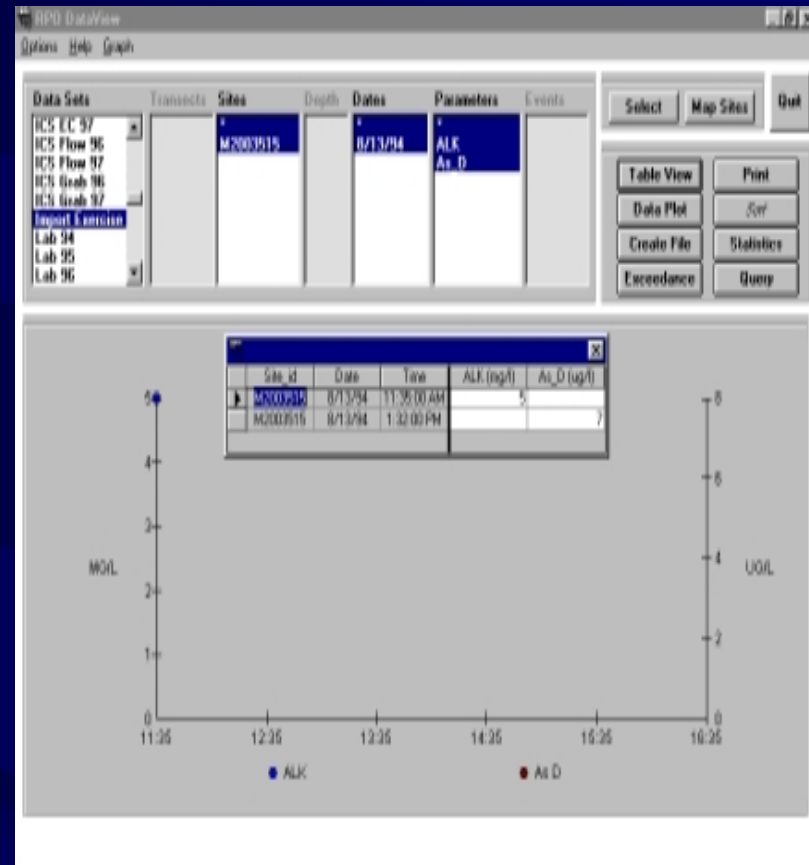 RPO DataView
Options Help Graph
Data Sets Transects Sites Depth Dates Parameters Events
ICS EC 97
ICS Flow 96
ICS Flow 97
ICS Grab 96
ICS Grab 97
Import Exercise
Lab 94
Lab 95
Lab 96
*
M2003515
*
8/13/94
*
ALK
As_D
Select Map Sites Quit
Table View Print
Data Plot Sort
Create File Statistics
Exceedance Query
Site_id Date Time ALK (mg/l) As_D (ug/l)
M2003515 8/13/94 11:35:00 AM 5
M2003515 8/13/94 1:32:00 PM 7
5 8
4 6
3
MG/L 4 UG/L
2
2
1
0 0
11:35 12:35 13:35 14:35 15:35 16:35
ALK As D